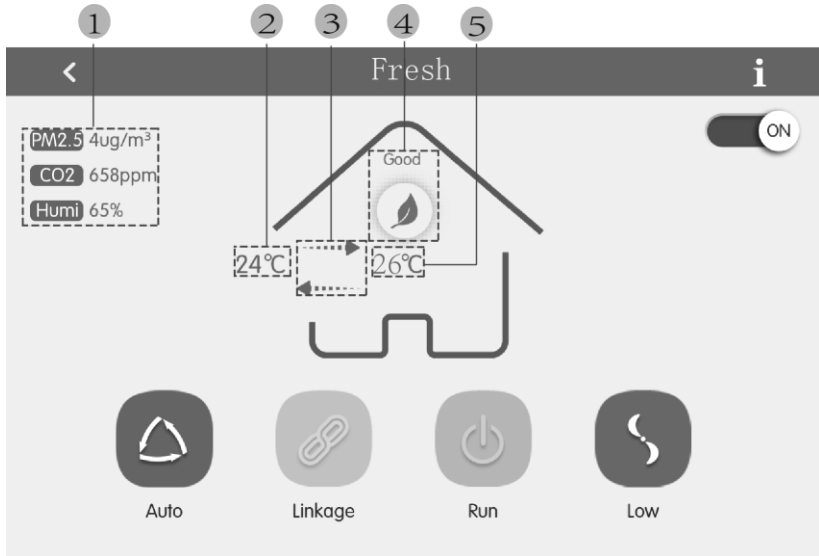 1 2 3 4 5
Fresh i
PM2.5 4ug/m³
CO2 658ppm
Humi 65%
ON
Good
24℃ 26℃
Auto Linkage Run Low